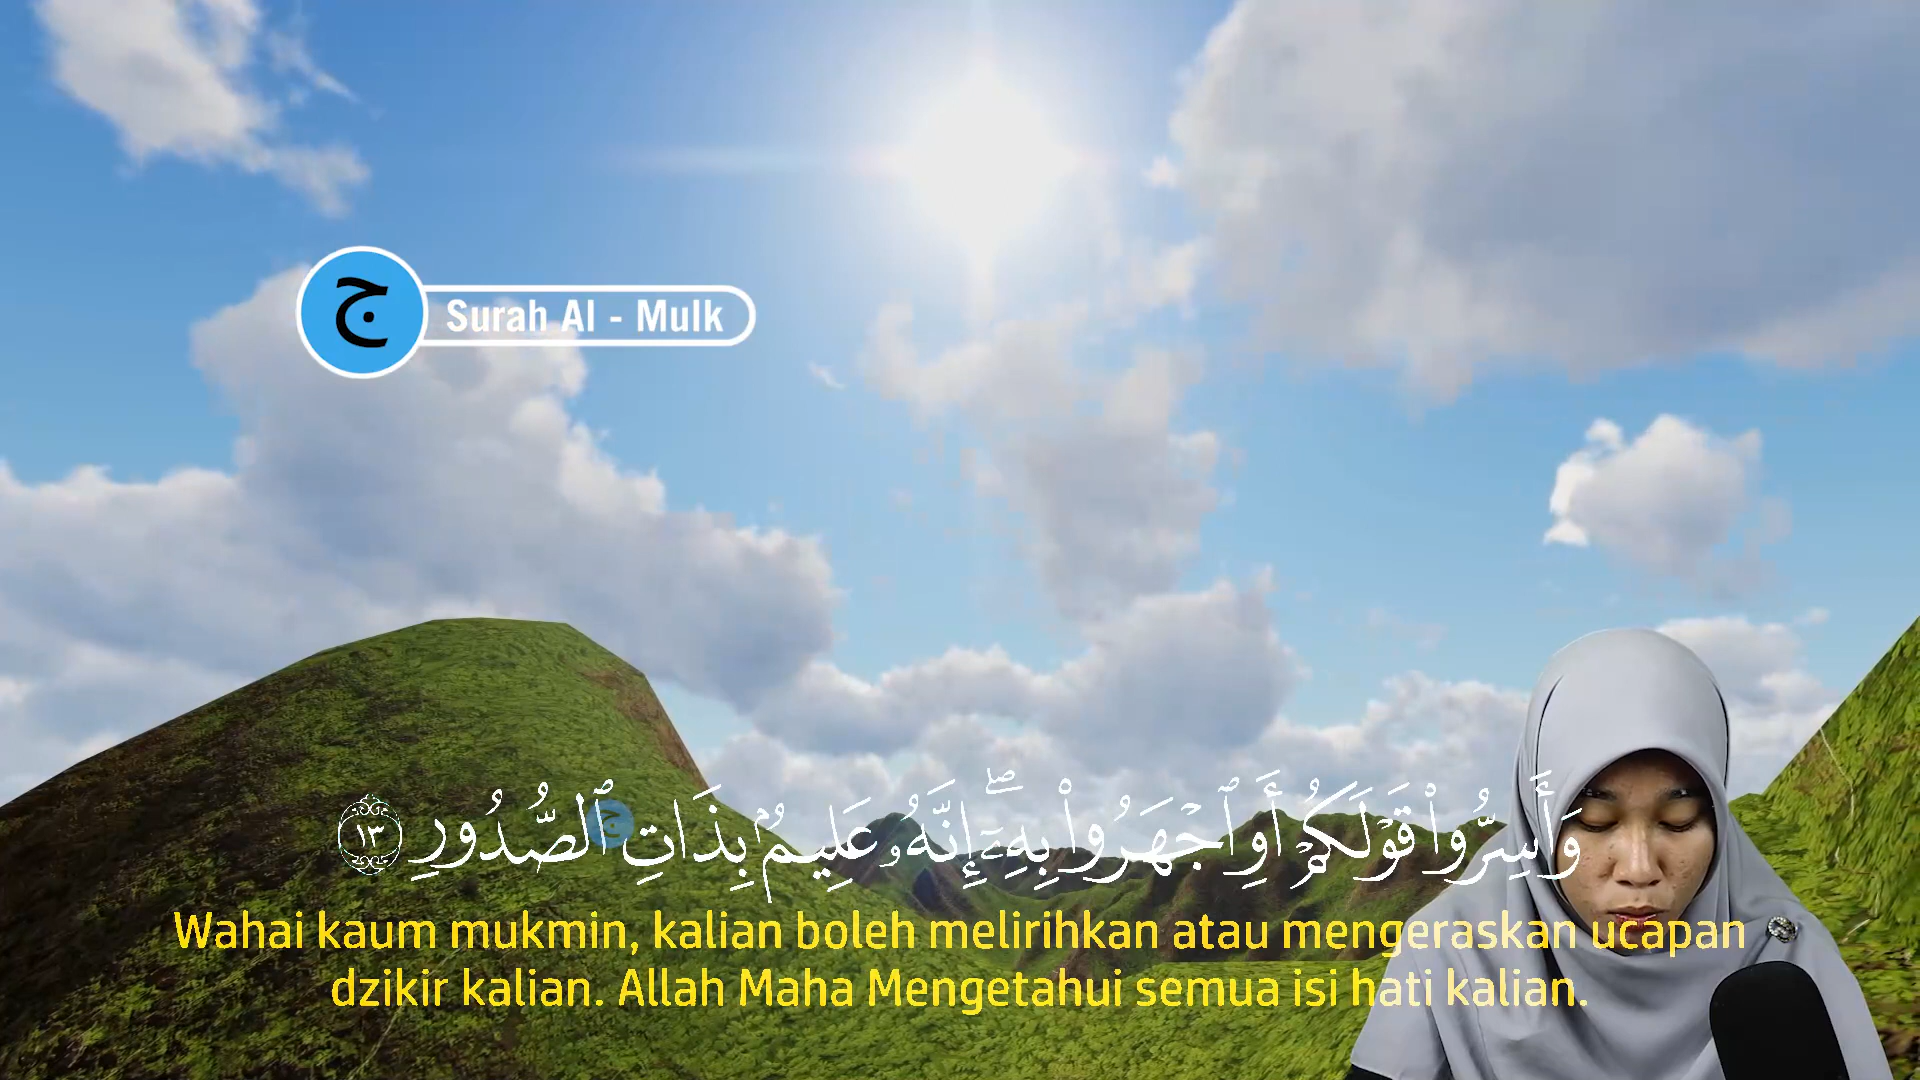 ج
Surah Al - Mulk
وَأَسِرُّوا۟ قَوْلَكُمْ أَوِ ٱجْهَرُوا۟ بِهِۦٓ ۖ إِنَّهُۥ عَلِيمٌۢ بِذَاتِ ٱلصُّدُورِ ١٣
ج
Wahai kaum mukmin, kalian boleh melirihkan atau mengeraskan ucapan
dzikir kalian. Allah Maha Mengetahui semua isi hati kalian.